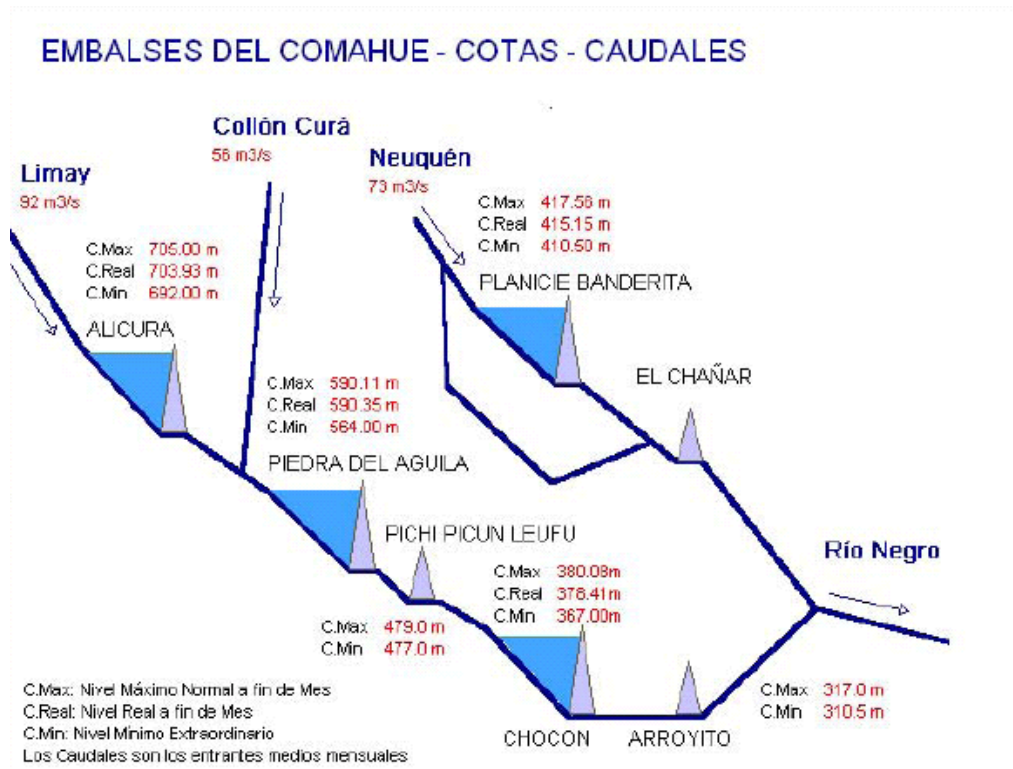 EMBALSES DEL COMAHUE - COTAS - CAUDALES
Collón Curá
56 m3/s
Neuquén
73 m3/s
Limay
92 m3/s
C.Max 417.56 m
C.Real 415.15 m
C.Min 410.50 m
PLANICIE BANDERITA
C.Max 705.00 m
C.Real 703.93 m
C.Min 692.00 m
ALICURA
EL CHAÑAR
C.Max 590.11 m
C.Real 590.35 m
C.Min 564.00 m
PIEDRA DEL AGUILA
PICHI PICUN LEUFU
Río Negro
C.Max 380.08m
C.Real 378.41m
C.Min 367.00m
C.Max 479.0 m
C.Min 477.0 m
C.Max 317.0 m
C.Min 310.5 m
CHOCON
ARROYITO
C.Max: Nivel Máximo Normal a fin de Mes
C.Real: Nivel Real a fin de Mes
C.Min: Nivel Mínimo Extraordinario
Los Caudales son los entrantes medios mensuales